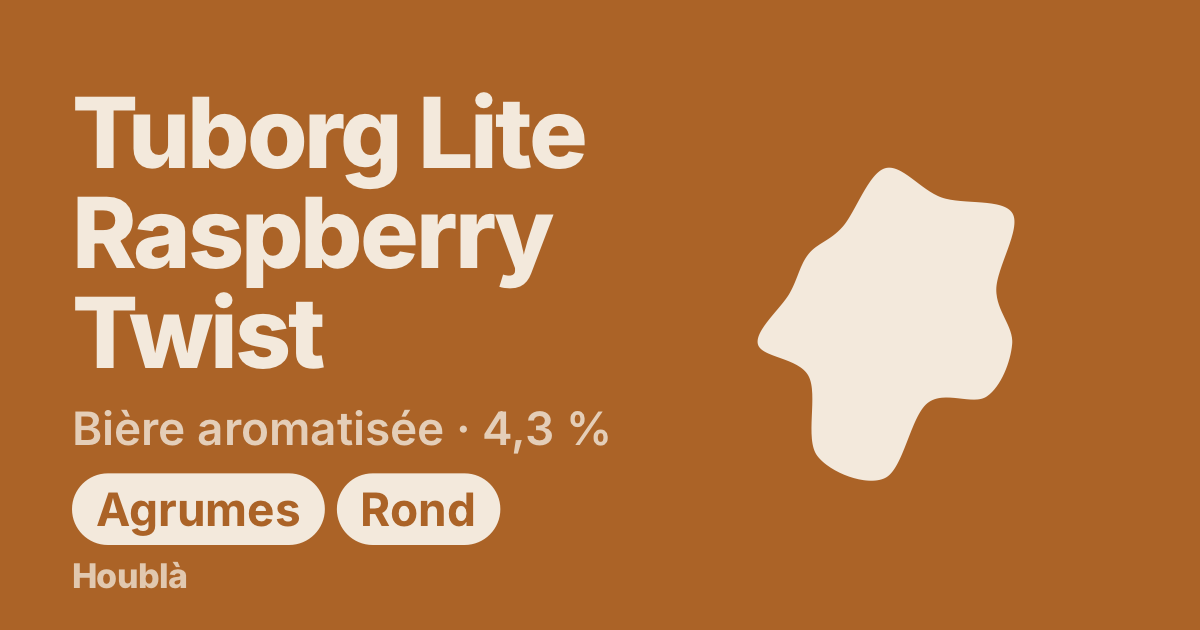 Tuborg Lite
Raspberry
Twist
Bière aromatisée · 4,3 %
Agrumes Rond
Houblà